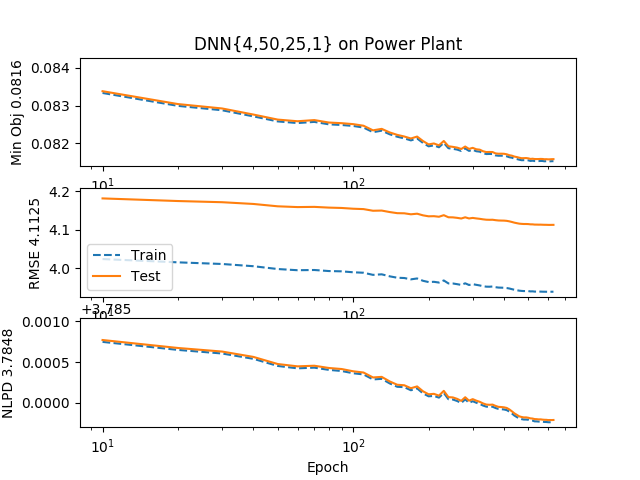 DNN{4,50,25,1} on Power Plant
Min Obj 0.0816
0.084
0.083
0.082
10¹
10²
RMSE 4.1125
4.2
4.1
4.0
Train
Test
10²
+3.785
NLPD 3.7848
0.0010
0.0005
0.0000
10¹
10²
Epoch